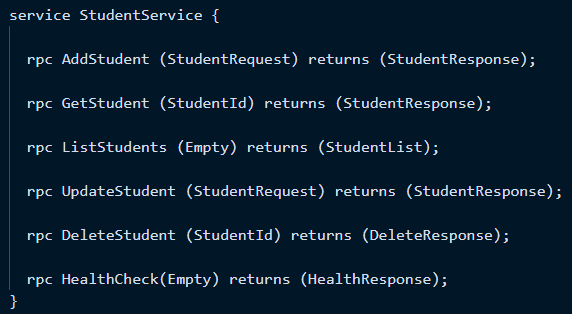 service StudentService {
rpc AddStudent (StudentRequest) returns (StudentResponse);
rpc GetStudent (StudentId) returns (StudentResponse);
rpc ListStudents (Empty) returns (StudentList);
rpc UpdateStudent (StudentRequest) returns (StudentResponse);
rpc DeleteStudent (StudentId) returns (DeleteResponse);
rpc HealthCheck(Empty) returns (HealthResponse);
}